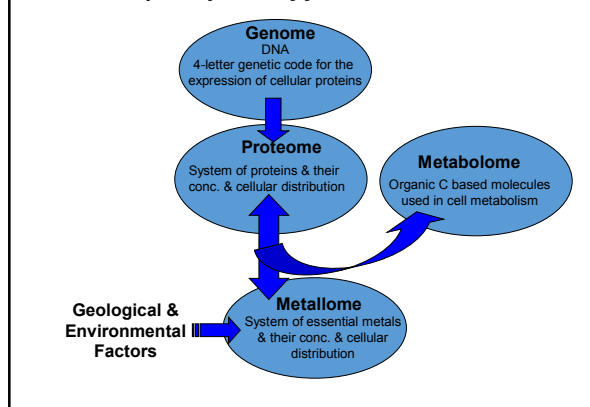 Genome
DNA
4-letter genetic code for the
expression of cellular proteins
Proteome
System of proteins & their
conc. & cellular distribution
Metabolome
Organic C based molecules
used in cell metabolism
Metallome
System of essential metals
& their conc. & cellular
distribution
Geological &
Environmental
Factors